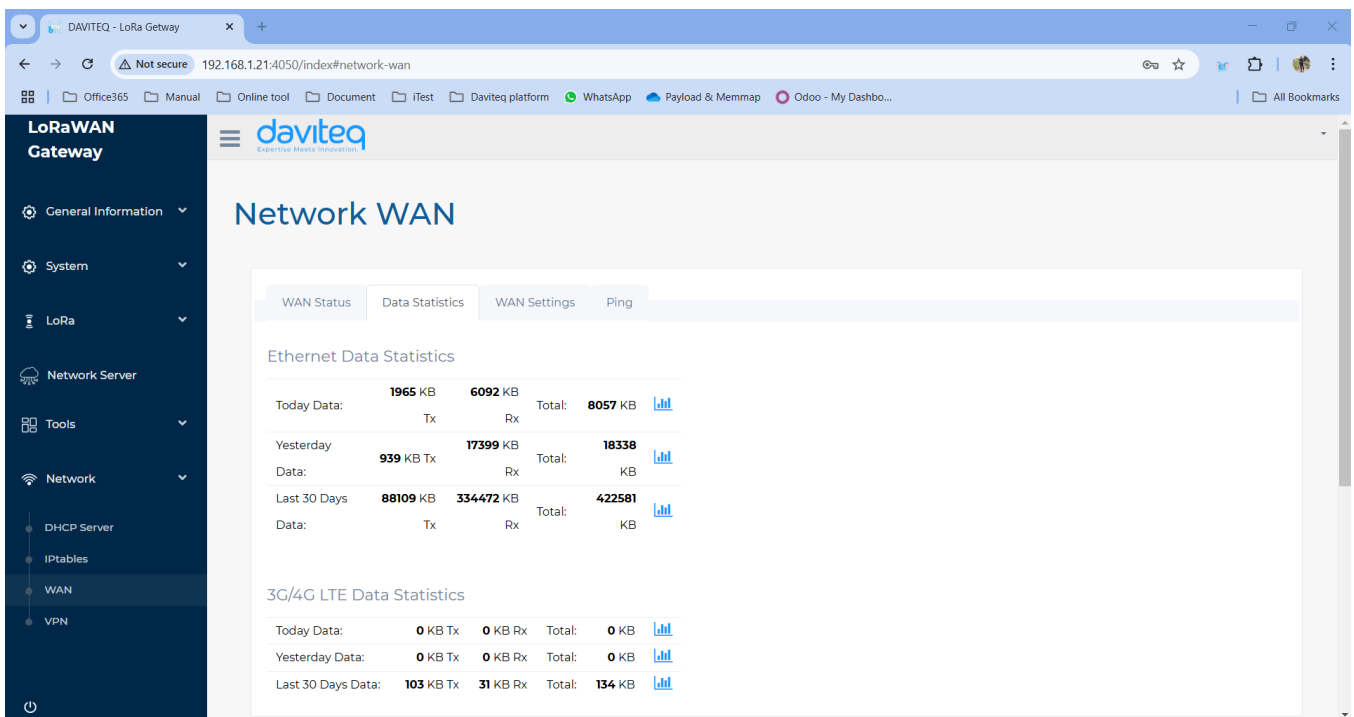 DAVITEQ - LoRa Getway
Not secure 192.168.1.21:4050/index#network-wan
Office365 Manual Online tool Document iTest Daviteq platform WhatsApp Payload & Memmap Odoo - My Dashbo... All Bookmarks
LoRaWAN
Gateway
daviteq
Expertise Meets Innovation.
General Information
System
LoRa
Network Server
Tools
Network
DHCP Server
IPtables
WAN
VPN
Network WAN
WAN Status Data Statistics WAN Settings Ping
Ethernet Data Statistics
Today Data: 1965 KB Tx 6092 KB Rx Total: 8057 KB
Yesterday Data: 939 KB Tx 17399 KB Rx Total: 18338 KB
Last 30 Days Data: 88109 KB Tx 334472 KB Rx Total: 422581 KB
3G/4G LTE Data Statistics
Today Data: 0 KB Tx 0 KB Rx Total: 0 KB
Yesterday Data: 0 KB Tx 0 KB Rx Total: 0 KB
Last 30 Days Data: 103 KB Tx 31 KB Rx Total: 134 KB